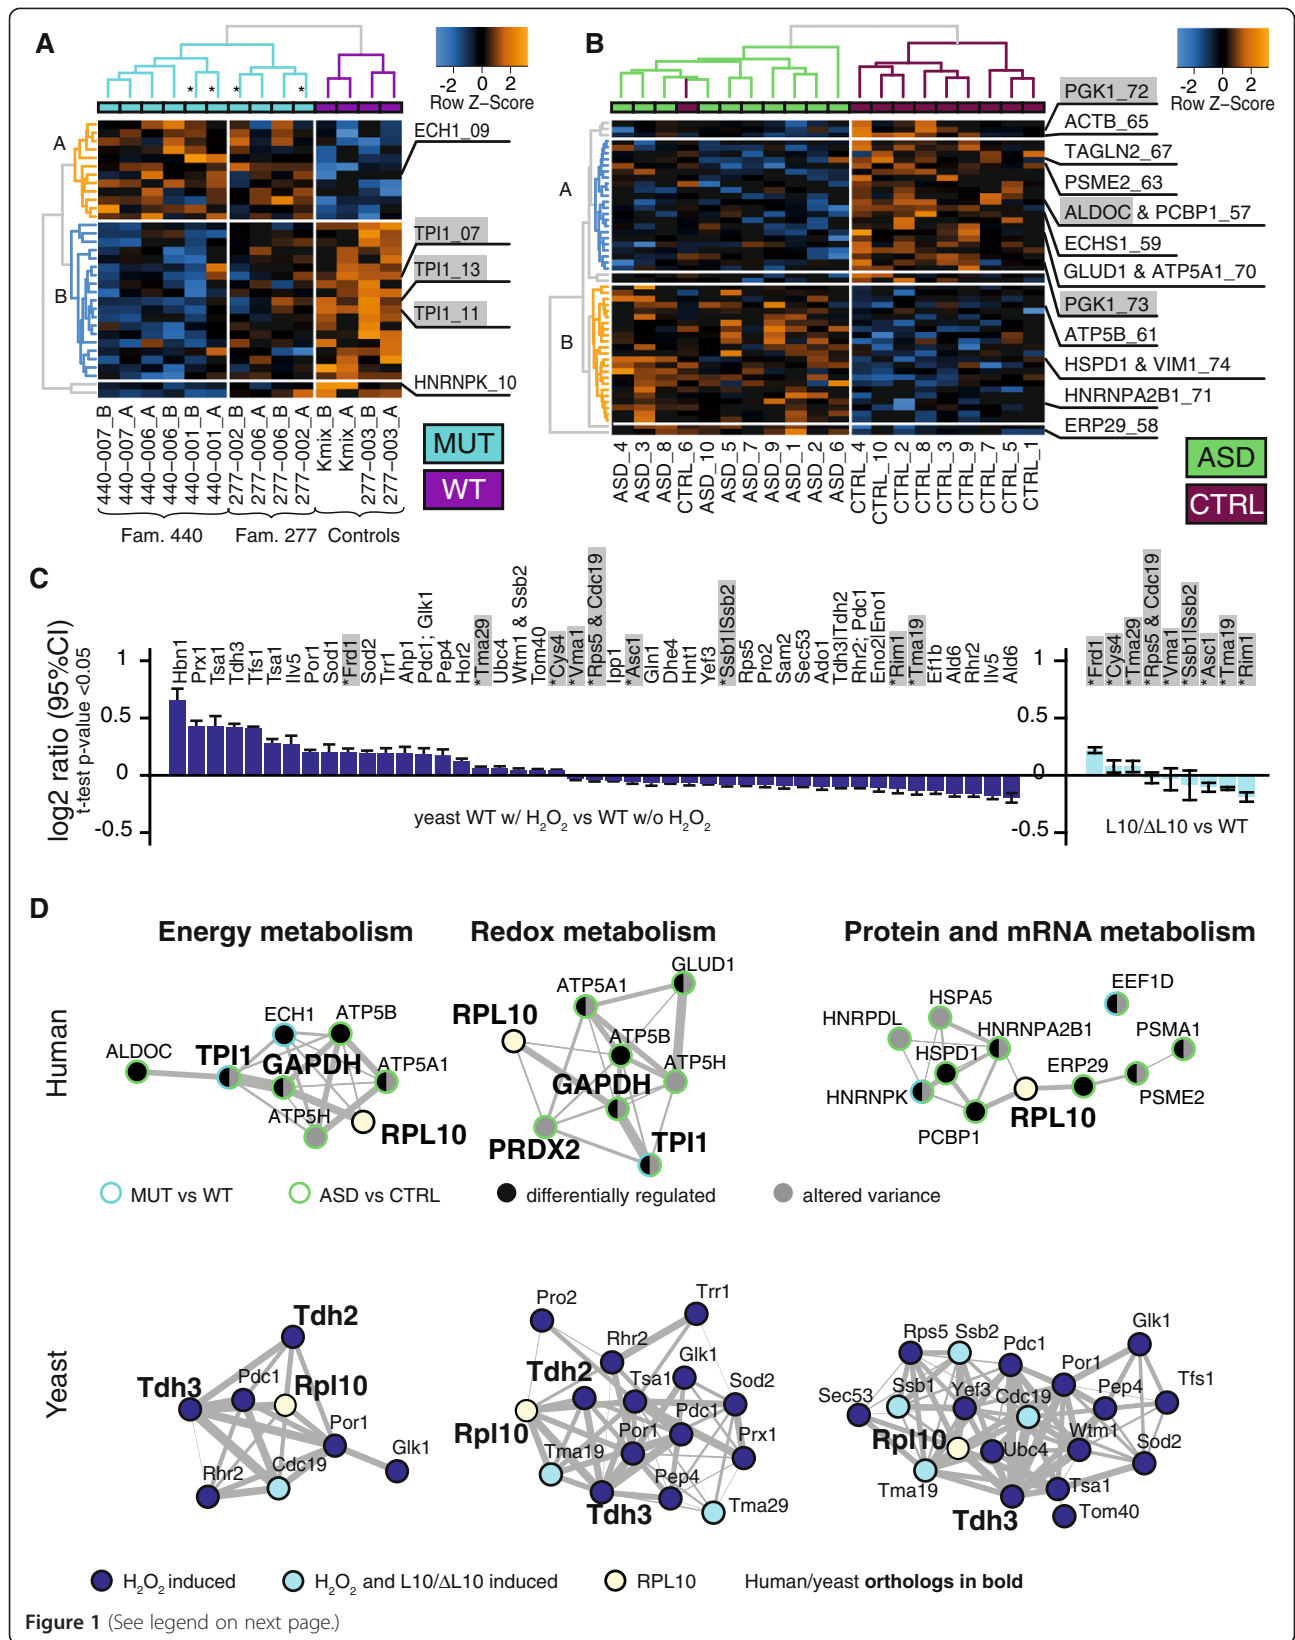 A
-2 0 2
Row Z-Score
* * * *
A
B
ECH1_09
TPI1_07
TPI1_13
TPI1_11
HNRNPK_10
440-007_B
440-007_A
440-006_A
440-006_B
440-001_B
440-001_A
277-002_B
277-006_A
277-006_B
277-002_A
Kmix_B
Kmix_A
277-003_B
277-003_A
Fam. 440 Fam. 277 Controls
MUT
WT
B
-2 0 2
Row Z-Score
A
B
PGK1_72
ACTB_65
TAGLN2_67
PSME2_63
ALDOC & PCBP1_57
ECHS1_59
GLUD1 & ATP5A1_70
PGK1_73
ATP5B_61
HSPD1 & VIM1_74
HNRNPA2B1_71
ERP29_58
ASD_4
ASD_3
ASD_8
CTRL_6
ASD_10
ASD_5
ASD_7
ASD_9
ASD_1
ASD_2
ASD_6
CTRL_4
CTRL_10
CTRL_2
CTRL_8
CTRL_3
CTRL_9
CTRL_7
CTRL_5
CTRL_1
ASD
CTRL
C
log2 ratio (95%CI)
t-test p-value <0.05
1
0.5
0
-0.5
Hbn1
Prx1
Tsa1
Tdh3
Tfs1
Tsa1
Ilv5
Por1
Sod1
*Frd1
Sod2
Trr1
Ahp1
Pdc1; Glk1
Pep4
Hor2
*Tma29
Ubc4
Wtm1 & Ssb2
Tom40
*Cys4
*Vma1
*Rps5 & Cdc19
Ipp1
*Asc1
Gln1
Dhe4
Hnt1
Yef3
*Ssb1|Ssb2
Rps5
Pro2
Sam2
Sec53
Ado1
Tdh3|Tdh2
Rhr2; Pdc1
Eno2|Eno1
*Rim1
*Tma19
Ef1b
Ald6
Rhr2
Ilv5
Ald6
yeast WT w/ H2O2 vs WT w/o H2O2
1
0.5
0
-0.5
*Frd1
*Cys4
*Tma29
*Rps5 & Cdc19
*Vma1
*Ssb1|Ssb2
*Asc1
*Tma19
*Rim1
L10/ΔL10 vs WT
D
Energy metabolism
Redox metabolism
Protein and mRNA metabolism
Human
ECH1
ATP5B
ALDOC
TPI1
GAPDH
ATP5A1
ATP5H
RPL10
GLUD1
ATP5A1
RPL10
ATP5B
ATP5H
GAPDH
PRDX2
TPI1
EEF1D
HSPA5
HNRPDL
HNRNPA2B1
PSMA1
HSPD1
ERP29
HNRNPK
RPL10
PSME2
PCBP1
MUT vs WT
ASD vs CTRL
differentially regulated
altered variance
Yeast
Tdh2
Pdc1
Tdh3
Rpl10
Por1
Glk1
Rhr2
Cdc19
Pro2
Trr1
Rhr2
Glk1
Tdh2
Tsa1
Sod2
Rpl10
Pdc1
Por1
Prx1
Tma19
Pep4
Tma29
Tdh3
Rps5
Ssb2
Pdc1
Glk1
Por1
Tfs1
Sec53
Ssb1
Yef3
Cdc19
Pep4
Rpl10
Ubc4
Wtm1
Sod2
Tma19
Tsa1
Tdh3
Tom40
H2O2 induced
H2O2 and L10/ΔL10 induced
RPL10
Human/yeast orthologs in bold
Figure 1 (See legend on next page.)